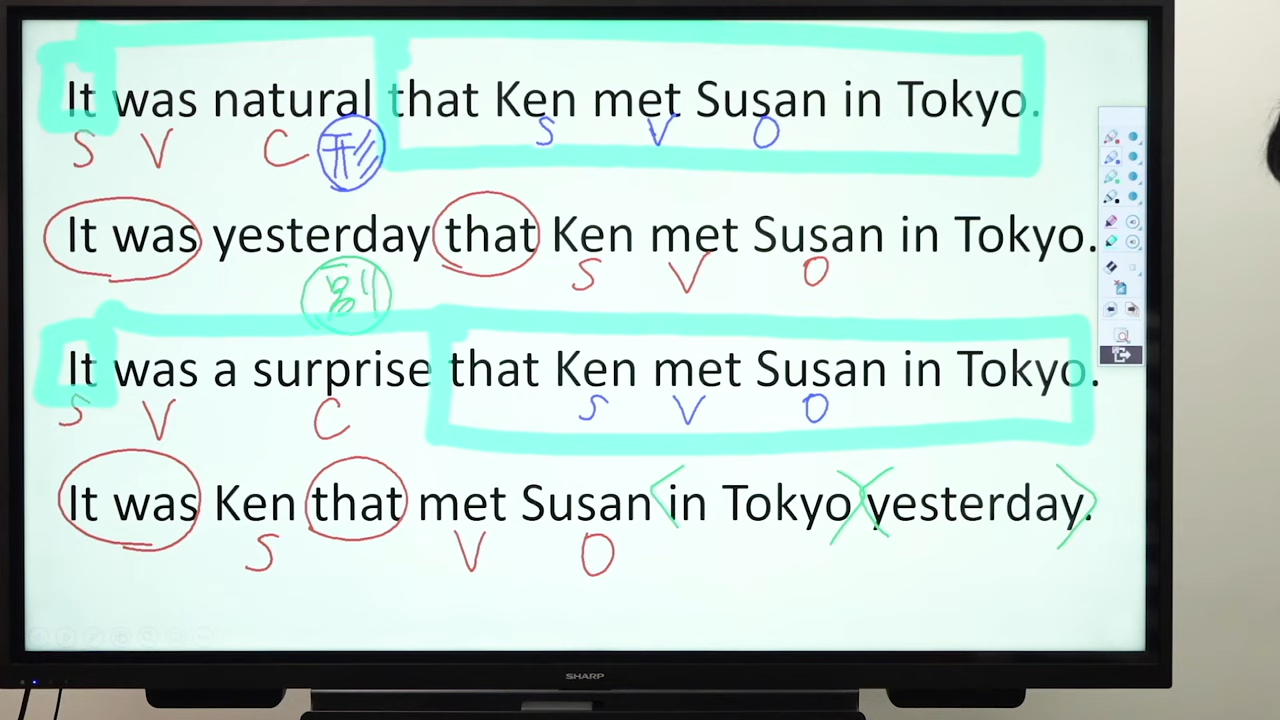 It was natural that Ken met Susan in Tokyo.
S V C 形 S V O
It was yesterday that Ken met Susan in Tokyo.
副 S V O
It was a surprise that Ken met Susan in Tokyo.
S V C S V O
It was Ken that met Susan <in Tokyo> <yesterday.>
S V O
SHARP